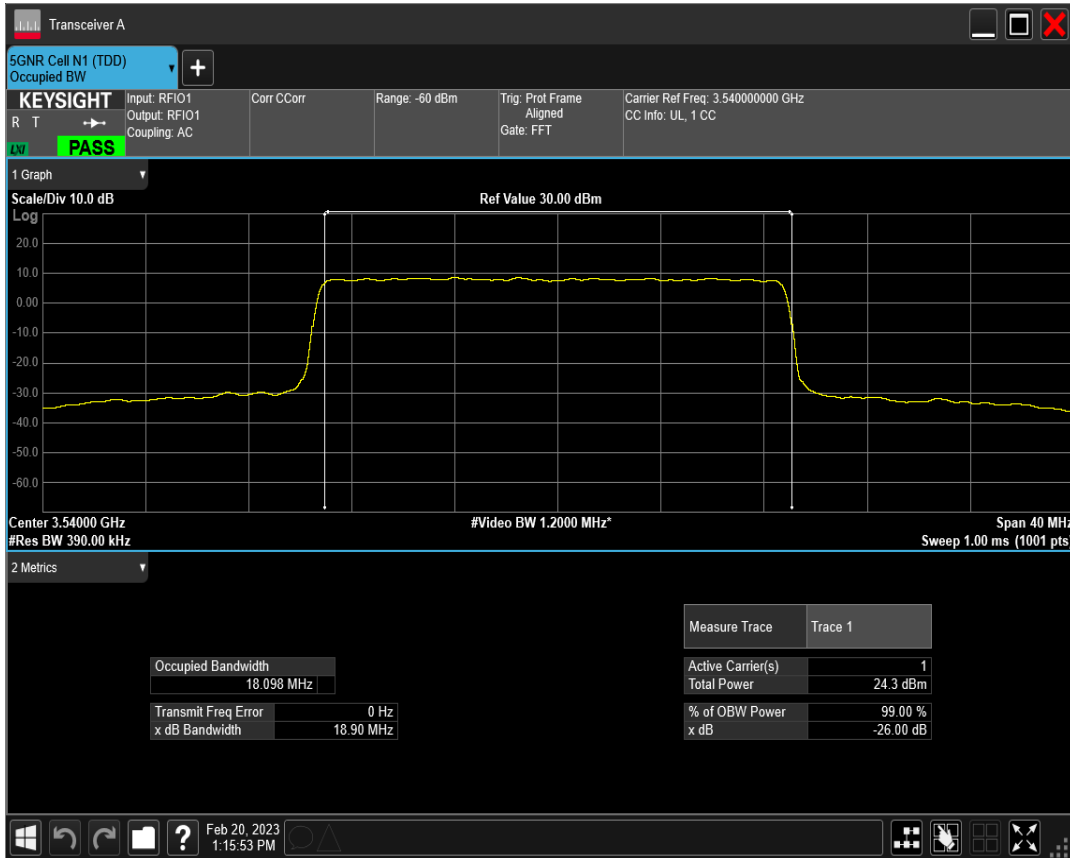 Transceiver A
5GNR Cell N1 (TDD)
Occupied BW
+
KEYSIGHT
R T
LXI
PASS
Input: RFIO1
Output: RFIO1
Coupling: AC
Corr CCorr
Range: -60 dBm
Trig: Prot Frame
Aligned
Gate: FFT
Carrier Ref Freq: 3.540000000 GHz
CC Info: UL, 1 CC
1 Graph
Scale/Div 10.0 dB
Ref Value 30.00 dBm
Log
20.0
10.0
0.00
-10.0
-20.0
-30.0
-40.0
-50.0
-60.0
Center 3.54000 GHz
#Video BW 1.2000 MHz*
Span 40 MHz
#Res BW 390.00 kHz
Sweep 1.00 ms (1001 pts)
2 Metrics
Measure Trace Trace 1
Occupied Bandwidth
18.098 MHz
Transmit Freq Error 0 Hz
x dB Bandwidth 18.90 MHz
Active Carrier(s) 1
Total Power 24.3 dBm
% of OBW Power 99.00 %
x dB -26.00 dB
?
Feb 20, 2023
1:15:53 PM